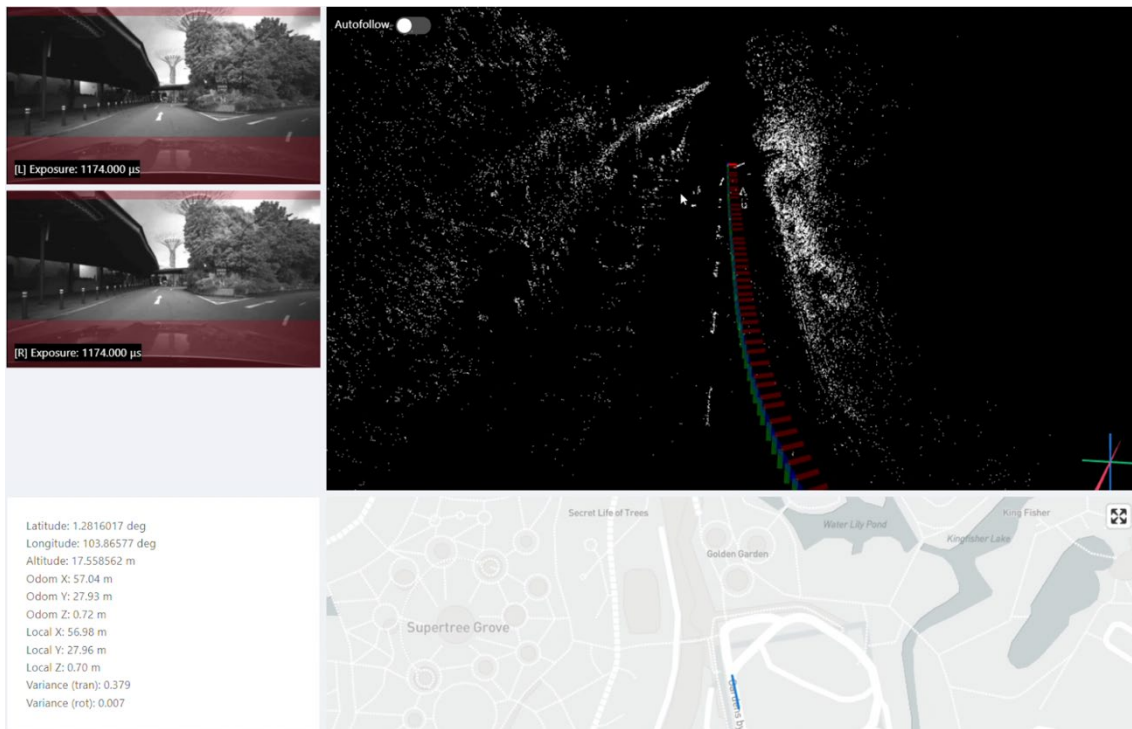 [L] Exposure: 1174.000 µs
[R] Exposure: 1174.000 µs
Autofollow
Latitude: 1.2816017 deg
Longitude: 103.86577 deg
Altitude: 17.558562 m
Odom X: 57.04 m
Odom Y: 27.93 m
Odom Z: 0.72 m
Local X: 56.98 m
Local Y: 27.96 m
Local Z: 0.70 m
Variance (tran): 0.379
Variance (rot): 0.007
Secret Life of Trees
King Fisher
Water Lily Pond
Kingfisher Lake
Golden Garden
Supertree Grove
Gardens by